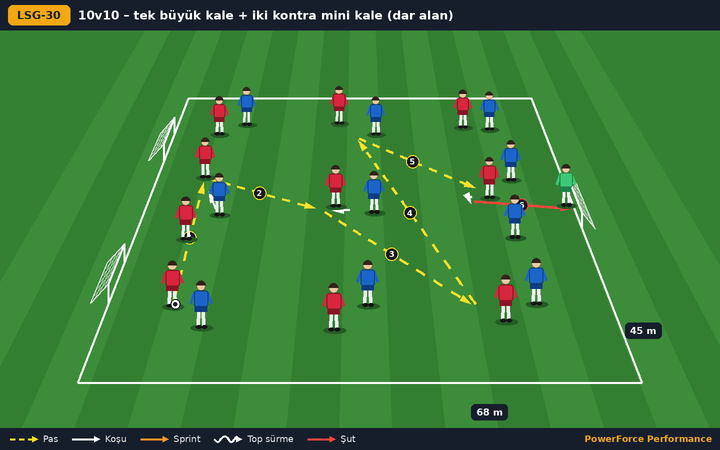 LSG-30 10v10 – tek büyük kale + iki kontra mini kale (dar alan)
5
2
6
4
3
45 m
68 m
Pas Koşu Sprint Top sürme Şut PowerForce Performance